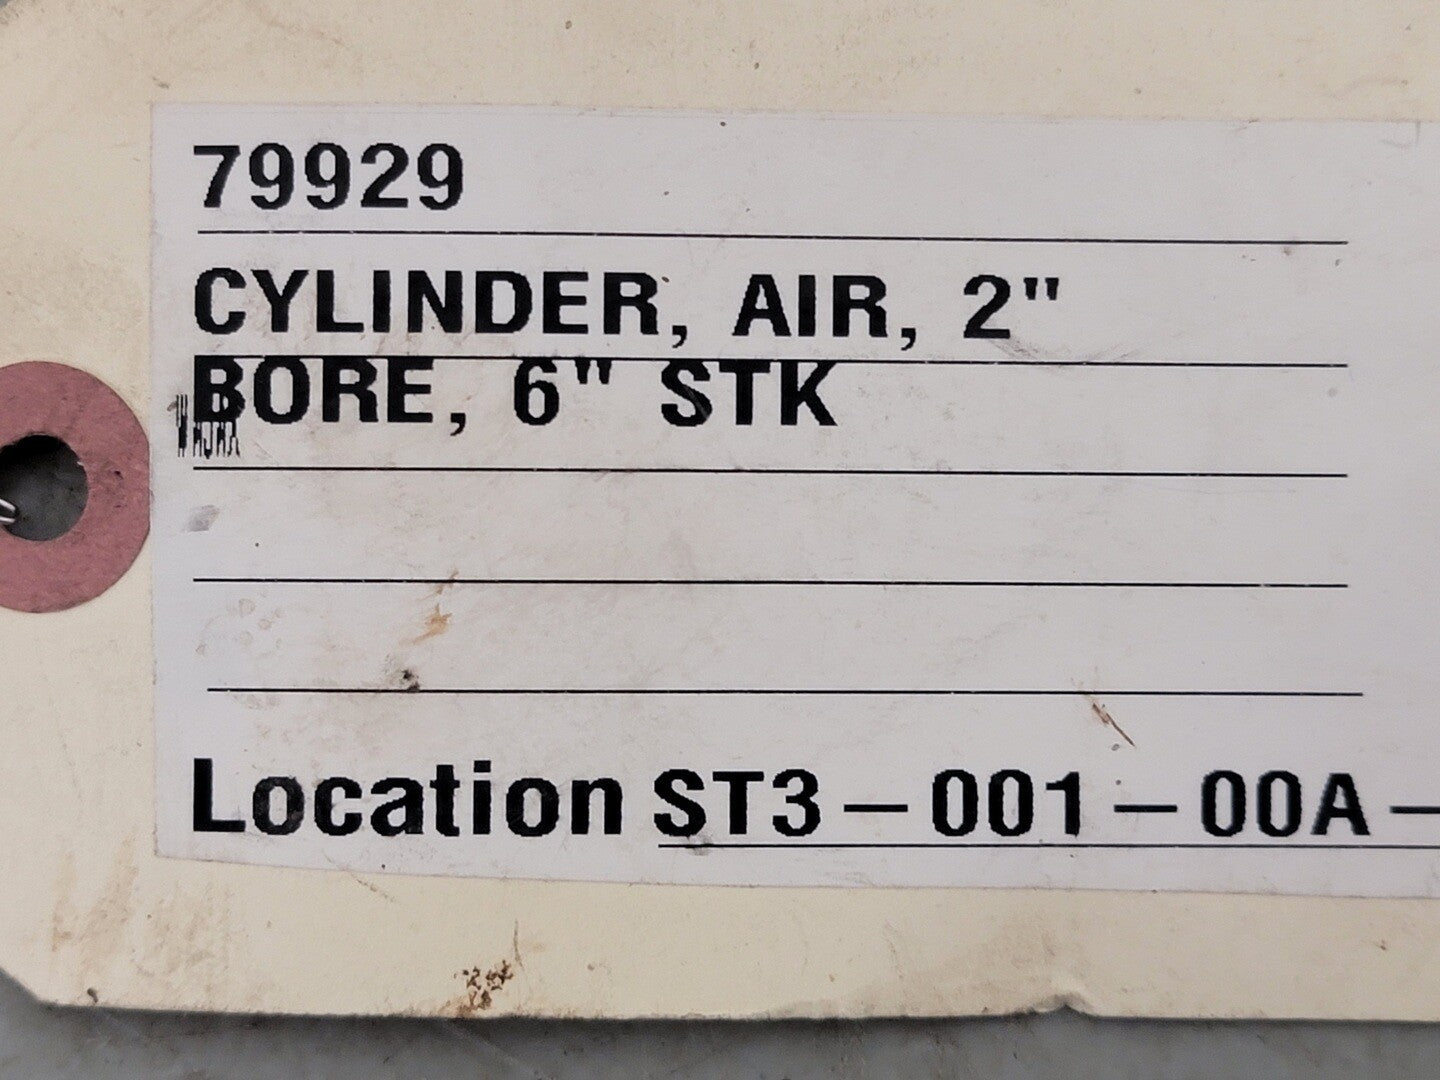 79929
CYLINDER, AIR, 2"
BORE, 6" STK
Location ST3-001-00A-